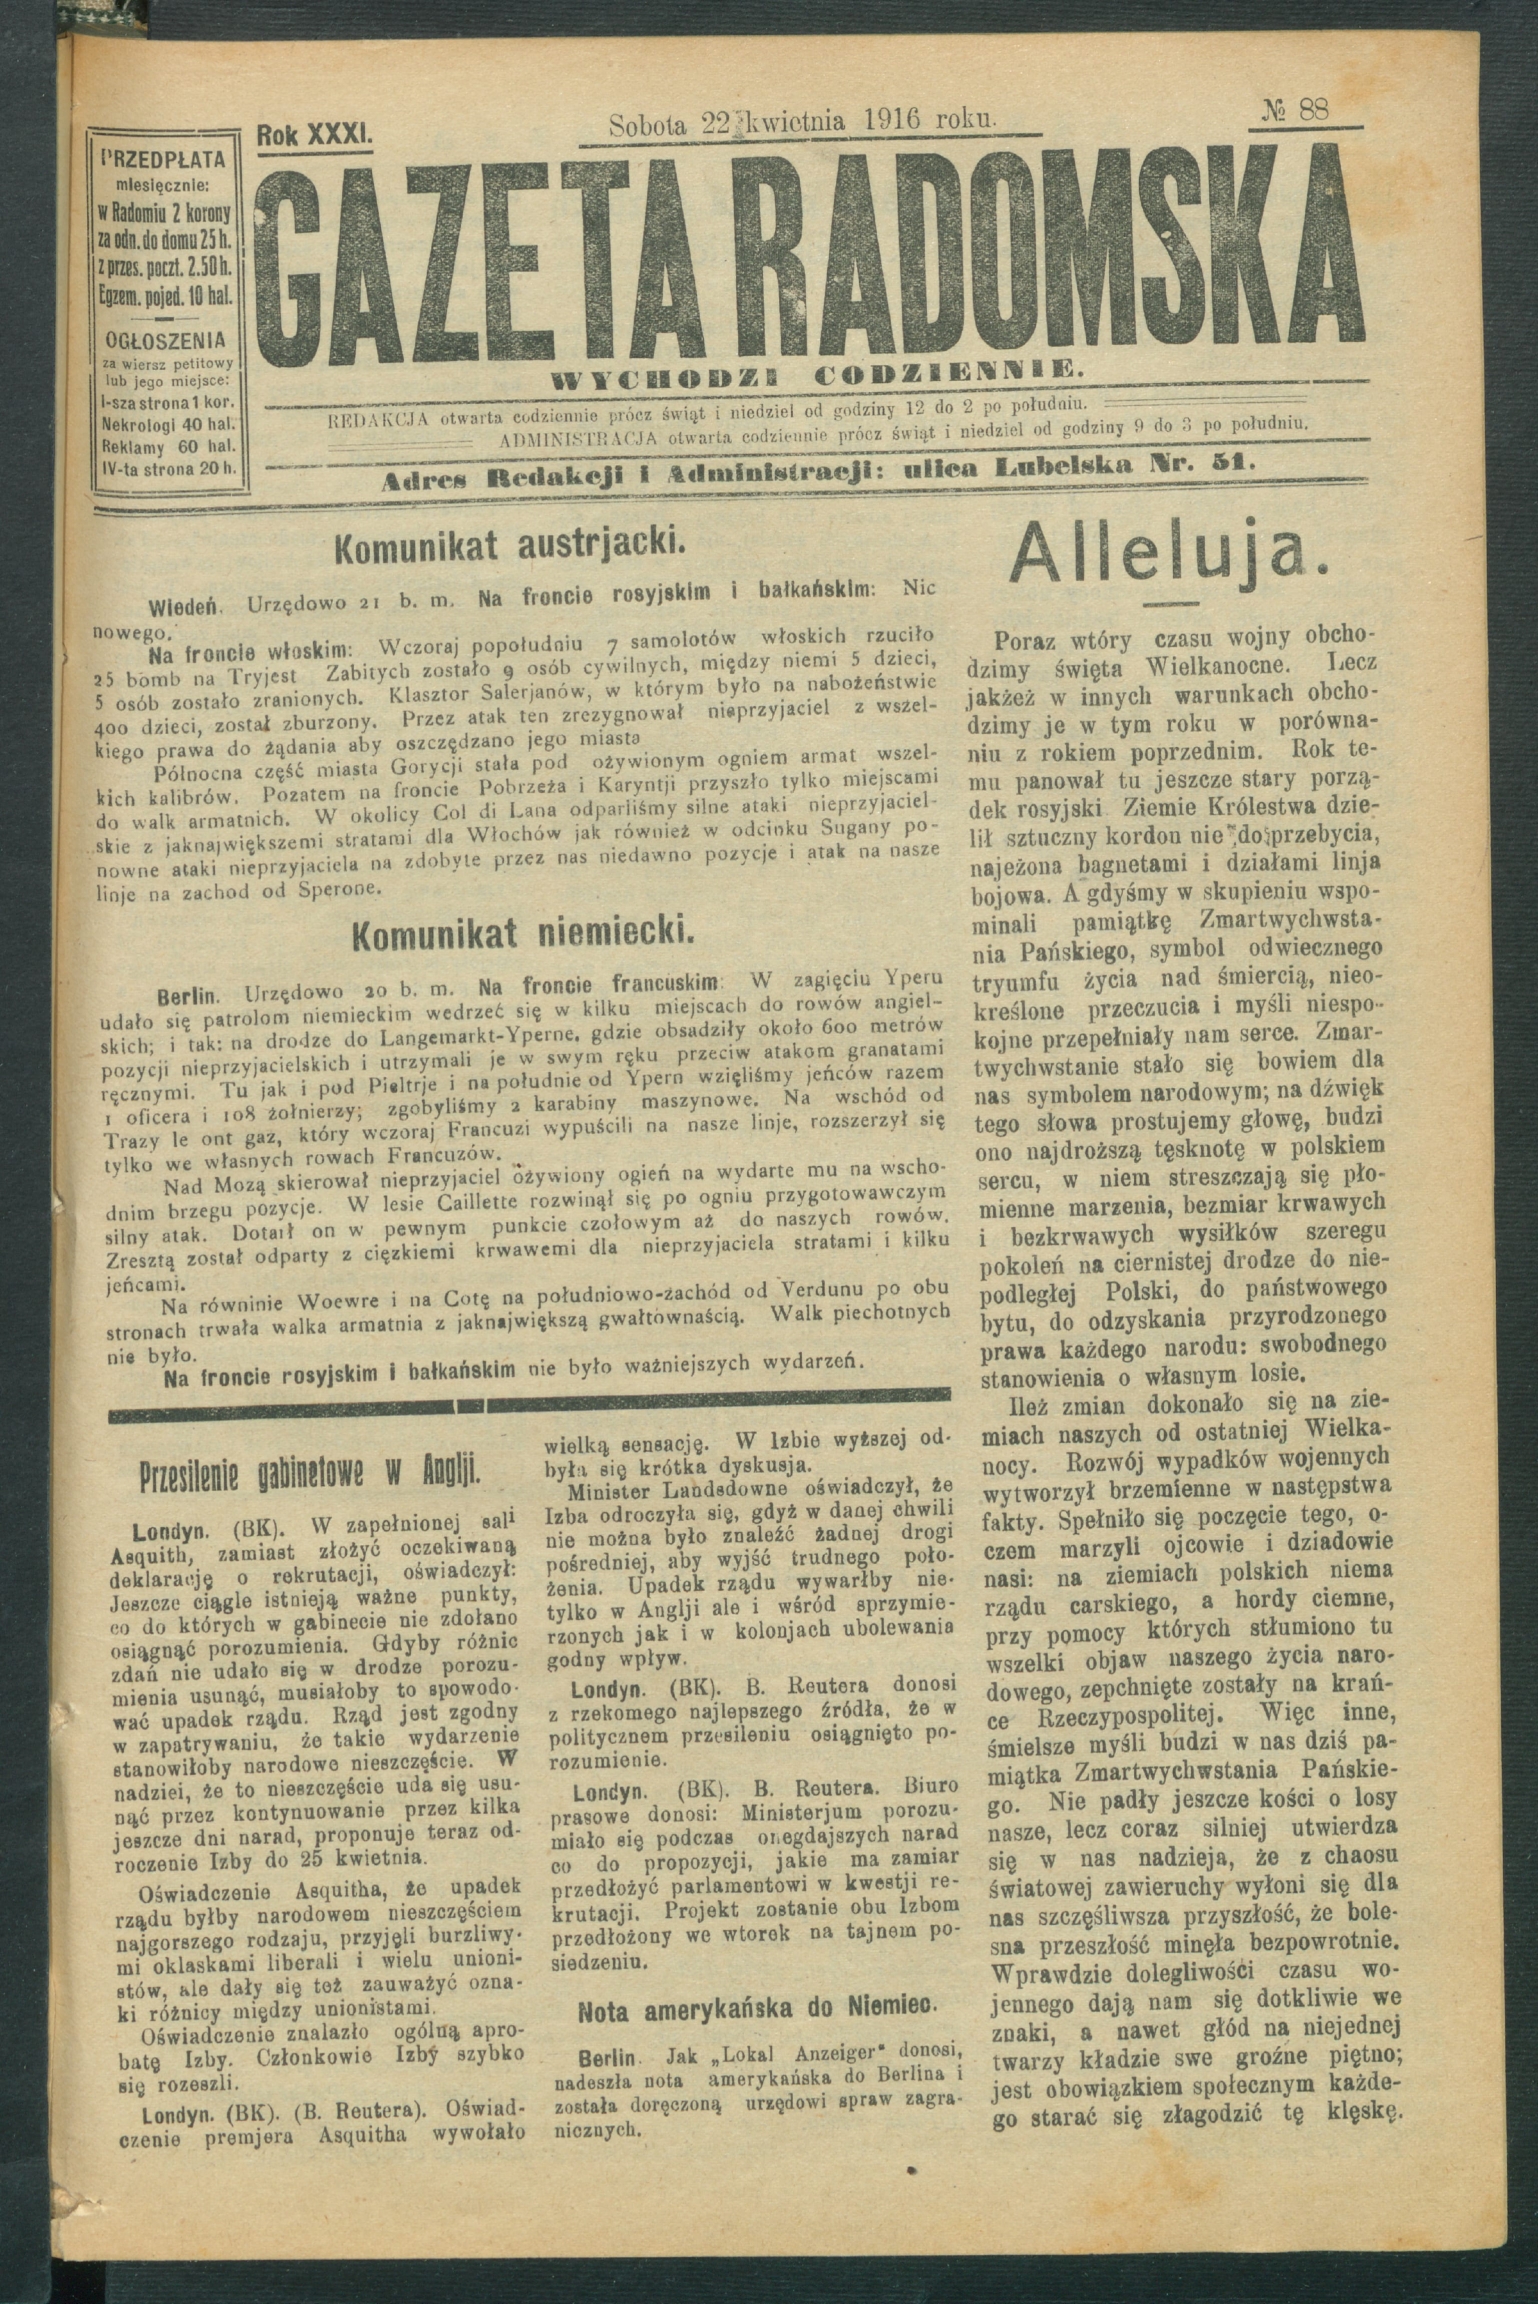 Rok XXXI.
Sobota 22 kwietnia 1916 roku.
№ 88
PRZEDPŁATA
miesięcznie:
w Radomiu 2 korony
za odn. do domu 25 h.
z przes. poczt. 2.50 h.
Egzem. pojed. 10 hal.
OGŁOSZENIA
za wiersz petitowy
lub jego miejsce:
I-sza strona 1 kor.
Nekrologi 40 hal.
Reklamy 60 hal.
IV-ta strona 20 h.
GAZETA RADOMSKA
WYCHODZI CODZIENNIE.
REDAKCJA otwarta codziennie prócz świąt i niedziel od godziny 12 do 2 po południu.
ADMINISTRACJA otwarta codziennie prócz świąt i niedziel od godziny 9 do 3 po południu.
Adres Redakcji i Administracji: ulica Lubelska Nr. 51.
Komunikat austrjacki.
Wiedeń. Urzędowo 21 b. m. Na froncie rosyjskim i bałkańskim: Nic
nowego.
Na froncie włoskim: Wczoraj popołudniu 7 samolotów włoskich rzuciło
25 bomb na Tryjest Zabitych zostało 9 osób cywilnych, między niemi 5 dzieci,
5 osób zostało zranionych. Klasztor Salerjanów, w którym było na nabożeństwie
400 dzieci, został zburzony. Przez atak ten zrezygnował nieprzyjaciel z wszel-
kiego prawa do żądania aby oszczędzano jego miasta
Północna część miasta Gorycji stała pod ożywionym ogniem armat wszel-
kich kalibrów. Pozatem na froncie Pobrzeża i Karyntji przyszło tylko miejscami
do walk armatnich. W okolicy Col di Lana odparliśmy silne ataki nieprzyjaciel-
skie z jaknajwiększemi stratami dla Włochów jak również w odcinku Sugany po-
nowne ataki nieprzyjaciela na zdobyte przez nas niedawno pozycje i atak na nasze
linje na zachod od Sperone.
Komunikat niemiecki.
Berlin. Urzędowo 20 b. m. Na froncie francuskim: W zagięciu Yperu
udało się patrolom niemieckim wedrzeć się w kilku miejscach do rowów angiel-
skich; i tak: na drodze do Langemarkt-Yperne, gdzie obsadziły około 600 metrów
pozycji nieprzyjacielskich i utrzymali je w swym ręku przeciw atakom granatami
ręcznymi. Tu jak i pod Pieltrje i na południe od Ypern wzięliśmy jeńców razem
1 oficera i 108 żołnierzy; zgobyliśmy 2 karabiny maszynowe. Na wschód od
Trazy le ont gaz, który wczoraj Francuzi wypuścili na nasze linje, rozszerzył się
tylko we własnych rowach Francuzów.
Nad Mozą skierował nieprzyjaciel ożywiony ogień na wydarte mu na wscho-
dnim brzegu pozycje. W lesie Caillette rozwinął się po ogniu przygotowawczym
silny atak. Dotarł on w pewnym punkcie czołowym aż do naszych rowów.
Zresztą został odparty z ciężkiemi krwawemi dla nieprzyjaciela stratami i kilku
jeńcami.
Na równinie Woewre i na Cotę na południowo-zachód od Verdunu po obu
stronach trwała walka armatnia z jaknajwiększą gwałtownaścią. Walk piechotnych
nie było.
Na froncie rosyjskim i bałkańskim nie było ważniejszych wydarzeń.
Przesilenie gabinetowe w Anglji.
Londyn. (BK). W zapełnionej sali
Asquith, zamiast złożyć oczekiwaną
deklarację o rekrutacji, oświadczył:
Jeszcze ciągle istnieją ważne punkty,
co do których w gabinecie nie zdołano
osiągnąć porozumienia. Gdyby różnic
zdań nie udało się w drodze porozu-
mienia usunąć, musiałoby to spowodo-
wać upadek rządu. Rząd jest zgodny
w zapatrywaniu, że takie wydarzenie
stanowiłoby narodowe nieszczęście. W
nadziei, że to nieszczęście uda się usu-
nąć przez kontynuowanie przez kilka
jeszcze dni narad, proponuje teraz od-
roczenie Izby do 25 kwietnia.
Oświadczenie Asquitha, że upadek
rządu byłby narodowem nieszczęściem
najgorszego rodzaju, przyjęli burzliwy-
mi oklaskami liberali i wielu unioni-
stów, ale dały się też zauważyć ozna-
ki różnicy między unionistami.
Oświadczenie znalazło ogólną apro-
batę Izby. Członkowie Izby szybko
się rozeszli.
Londyn. (BK). (B. Reutera). Oświad-
czenie premjera Asquitha wywołało
wielką sensację. W Izbie wyższej od-
była się krótka dyskusja.
Minister Landsdowne oświadczył, że
Izba odroczyła się, gdyż w danej chwili
nie można było znaleźć żadnej drogi
pośredniej, aby wyjść trudnego poło-
żenia. Upadek rządu wywarłby nie-
tylko w Anglji ale i wśród sprzymie-
rzonych jak i w kolonjach ubolewania
godny wpływ.
Londyn. (BK). B. Reutera donosi
z rzekomego najlepszego źródła, że w
politycznem przesileniu osiągnięto po-
rozumienie.
Londyn. (BK). B. Reutera. Biuro
prasowe donosi: Ministerjum porozu-
miało się podczas onegdajszych narad
co do propozycji, jakie ma zamiar
przedłożyć parlamentowi w kwestji re-
krutacji. Projekt zostanie obu Izbom
przedłożony we wtorek na tajnem po-
siedzeniu.
Nota amerykańska do Niemiec.
Berlin. Jak „Lokal Anzeiger“ donosi,
nadeszła nota amerykańska do Berlina i
została doręczoną urzędowi spraw zagra-
nicznych.
Alleluja.
Poraz wtóry czasu wojny obcho-
dzimy święta Wielkanocne. Lecz
jakżeż w innych warunkach obcho-
dzimy je w tym roku w porówna-
niu z rokiem poprzednim. Rok te-
mu panował tu jeszcze stary porzą-
dek rosyjski. Ziemie Królestwa dzie-
lił sztuczny kordon nie do przebycia,
najeżona bagnetami i działami linja
bojowa. A gdyśmy w skupieniu wspo-
minali pamiątkę Zmartwychwsta-
nia Pańskiego, symbol odwiecznego
tryumfu życia nad śmiercią, nieo-
kreślone przeczucia i myśli niespo-
kojne przepełniały nam serce. Zmar-
twychwstanie stało się bowiem dla
nas symbolem narodowym; na dźwięk
tego słowa prostujemy głowę, budzi
ono najdroższą tęsknotę w polskiem
sercu, w niem streszczają się pło-
mienne marzenia, bezmiar krwawych
i bezkrwawych wysiłków szeregu
pokoleń na ciernistej drodze do nie-
podległej Polski, do państwowego
bytu, do odzyskania przyrodzonego
prawa każdego narodu: swobodnego
stanowienia o własnym losie.
Ileż zmian dokonało się na zie-
miach naszych od ostatniej Wielka-
nocy. Rozwój wypadków wojennych
wytworzył brzemienne w następstwa
fakty. Spełniło się poczęcie tego, o-
czem marzyli ojcowie i dziadowie
nasi: na ziemiach polskich niema
rządu carskiego, a hordy ciemne,
przy pomocy których stłumiono tu
wszelki objaw naszego życia naro-
dowego, zepchnięte zostały na krań-
ce Rzeczypospolitej. Więc inne,
śmielsze myśli budzi w nas dziś pa-
miątka Zmartwychwstania Pańskie-
go. Nie padły jeszcze kości o losy
nasze, lecz coraz silniej utwierdza
się w nas nadzieja, że z chaosu
światowej zawieruchy wyłoni się dla
nas szczęśliwsza przyszłość, że bole-
sna przeszłość minęła bezpowrotnie.
Wprawdzie dolegliwości czasu wo-
jennego dają nam się dotkliwie we
znaki, a nawet głód na niejednej
twarzy kładzie swe groźne piętno;
jest obowiązkiem społecznym każde-
go starać się złagodzić tę klęskę.